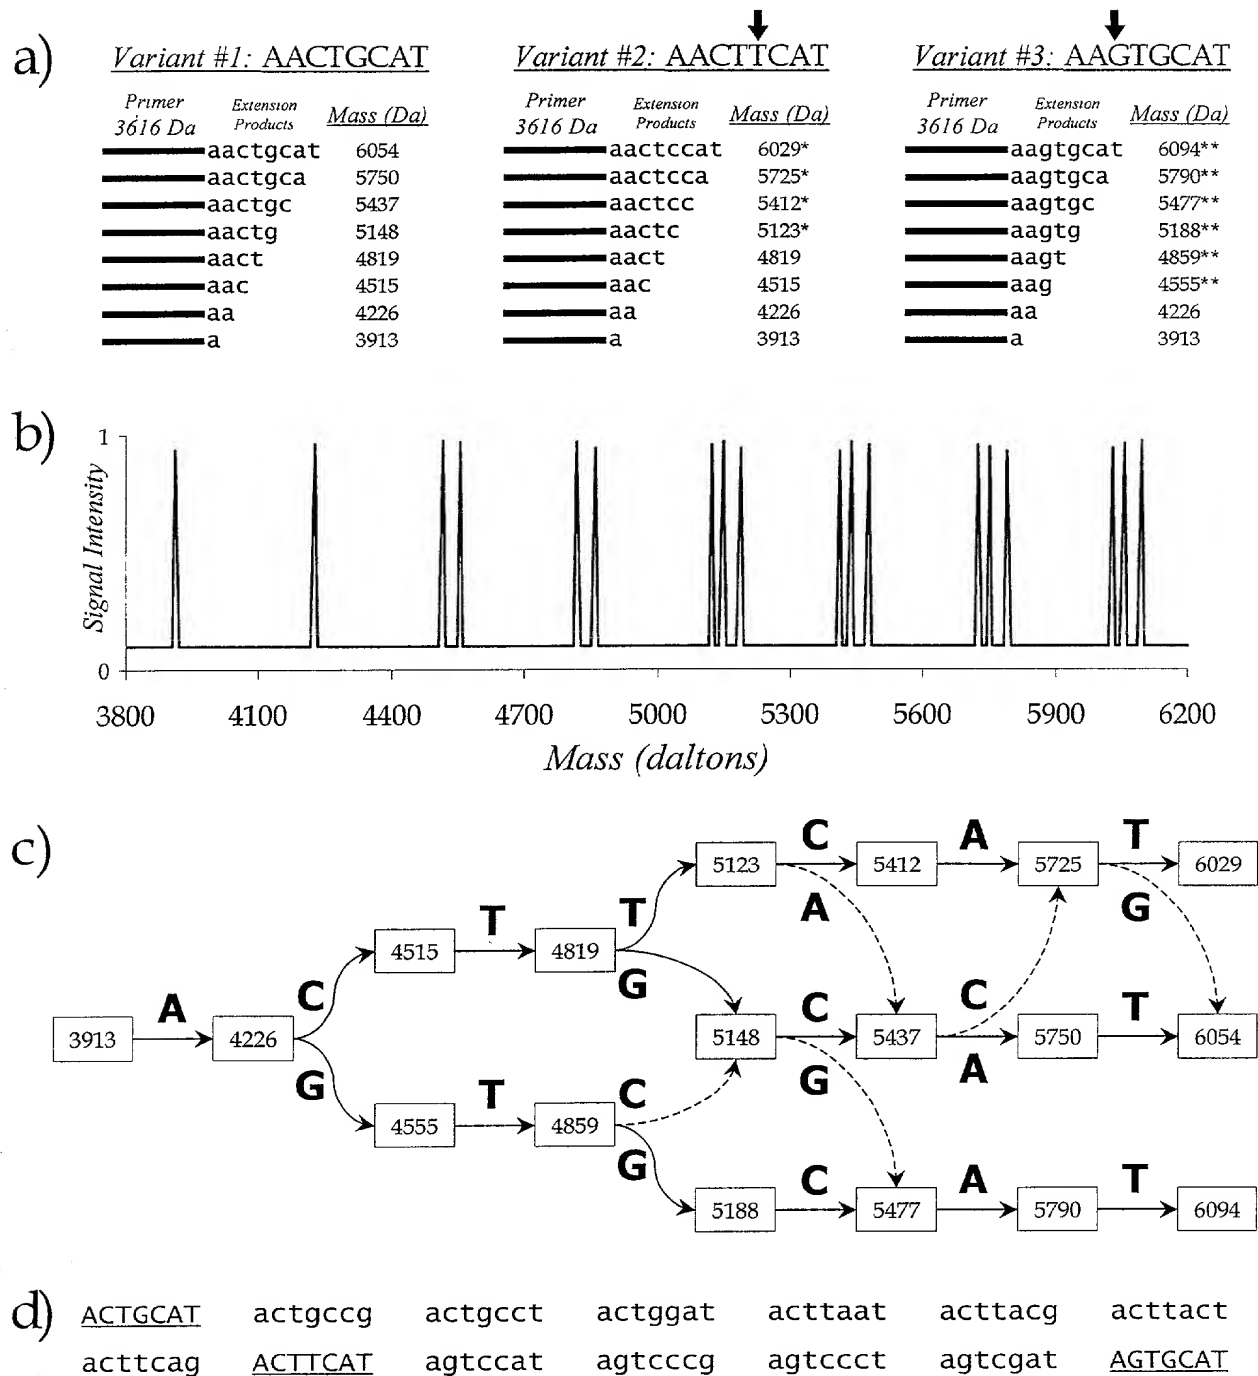 a)
Variant #1: AACTGCAT
Variant #2: AACTTCAT
Variant #3: AAGTGCAT
Primer 3616 Da Extension Products Mass (Da)
Primer 3616 Da Extension Products Mass (Da)
Primer 3616 Da Extension Products Mass (Da)
aactgcat 6054 aactccat 6029* aagtgcat 6094**
aactgca 5750 aactcca 5725* aagtgca 5790**
aactgc 5437 aactcc 5412* aagtgc 5477**
aactg 5148 aactc 5123* aagtg 5188**
aact 4819 aact 4819 aagt 4859**
aac 4515 aac 4515 aag 4555**
aa 4226 aa 4226 aa 4226
a 3913 a 3913 a 3913
b)
1
Signal Intensity
0
3800 4100 4400 4700 5000 5300 5600 5900 6200
Mass (daltons)
c)
C A T
5123 5412 5725 6029
T T A G
4515 4819
C G C C T
A
3913 4226 5148 5437 5750 6054
G T C G A
4555 4859
G C A T
5188 5477 5790 6094
d)
ACTGCAT actgccg actgcct actggat acttaat acttacg acttact
acttcag ACTTCAT agtccat agtcccg agtccct agtcgat AGTGCAT